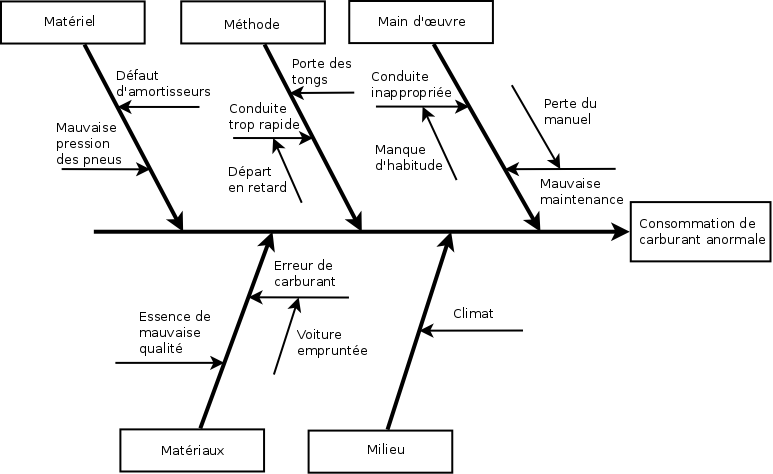 Matériel
Méthode
Main d'œuvre
Défaut
d'amortisseurs
Mauvaise
pression
des pneus
Porte des
tongs
Conduite
trop rapide
Départ
en retard
Conduite
inappropriée
Manque
d'habitude
Perte du
manuel
Mauvaise
maintenance
Consommation de
carburant anormale
Erreur de
carburant
Essence de
mauvaise
qualité
Voiture
empruntée
Climat
Matériaux
Milieu